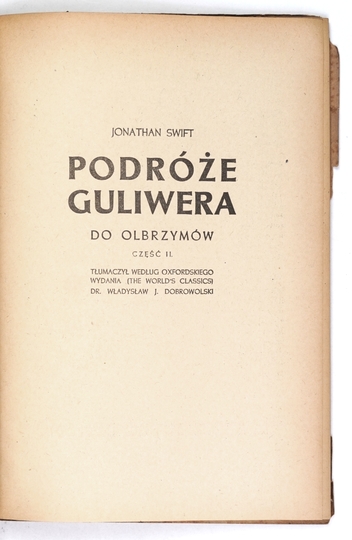 JONATHAN SWIFT
PODRÓŻE
GULIWERA
DO OLBRZYMÓW
CZĘŚĆ II.
TŁUMACZYŁ WEDŁUG OXFORDSKIEGO
WYDANIA (THE WORLD'S CLASSICS)
DR. WŁADYSŁAW J. DOBROWOLSKI